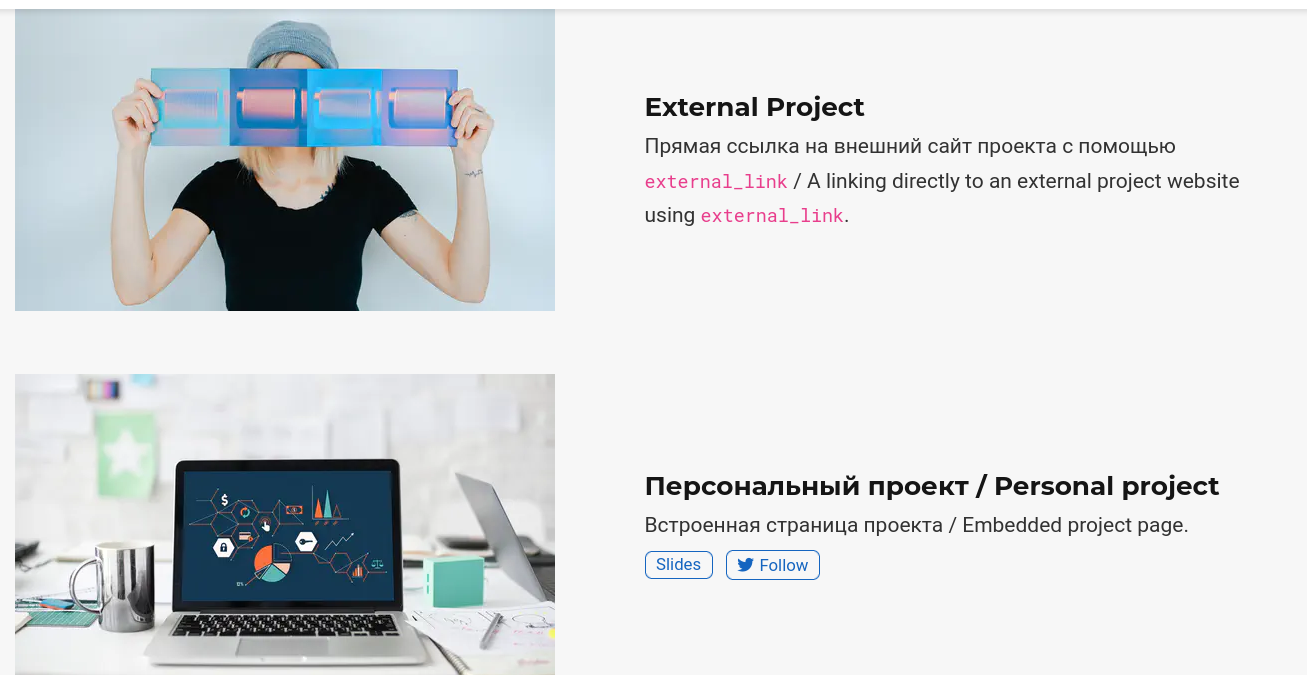 External Project
Прямая ссылка на внешний сайт проекта с помощью
external_link / A linking directly to an external project website
using external_link.
Персональный проект / Personal project
Встроенная страница проекта / Embedded project page.
Slides Follow